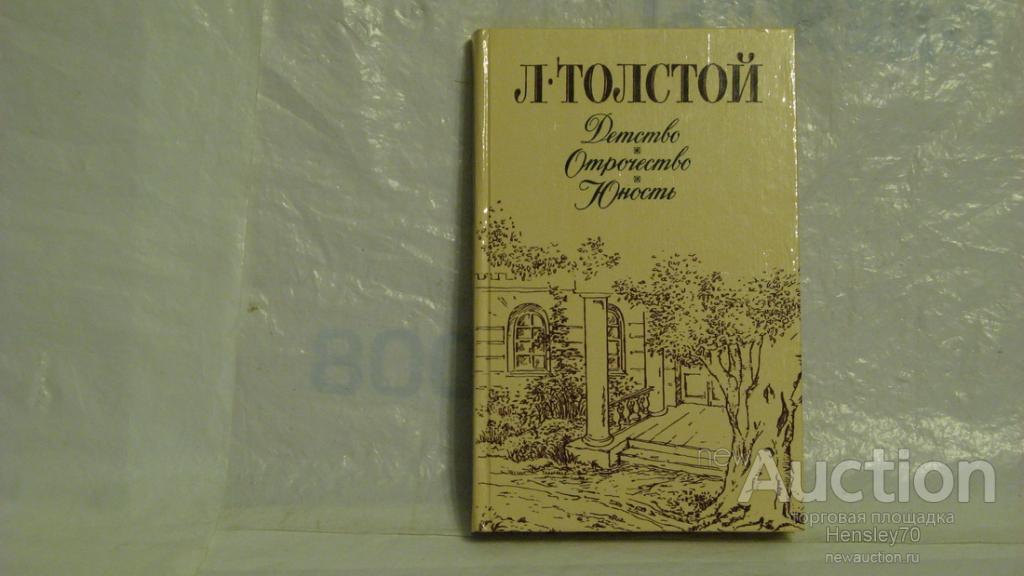 Л·ТОЛСТОЙ
Детство
Отрочество
Юность
newAuction
торговая площадка
Hensley70
newauction.ru